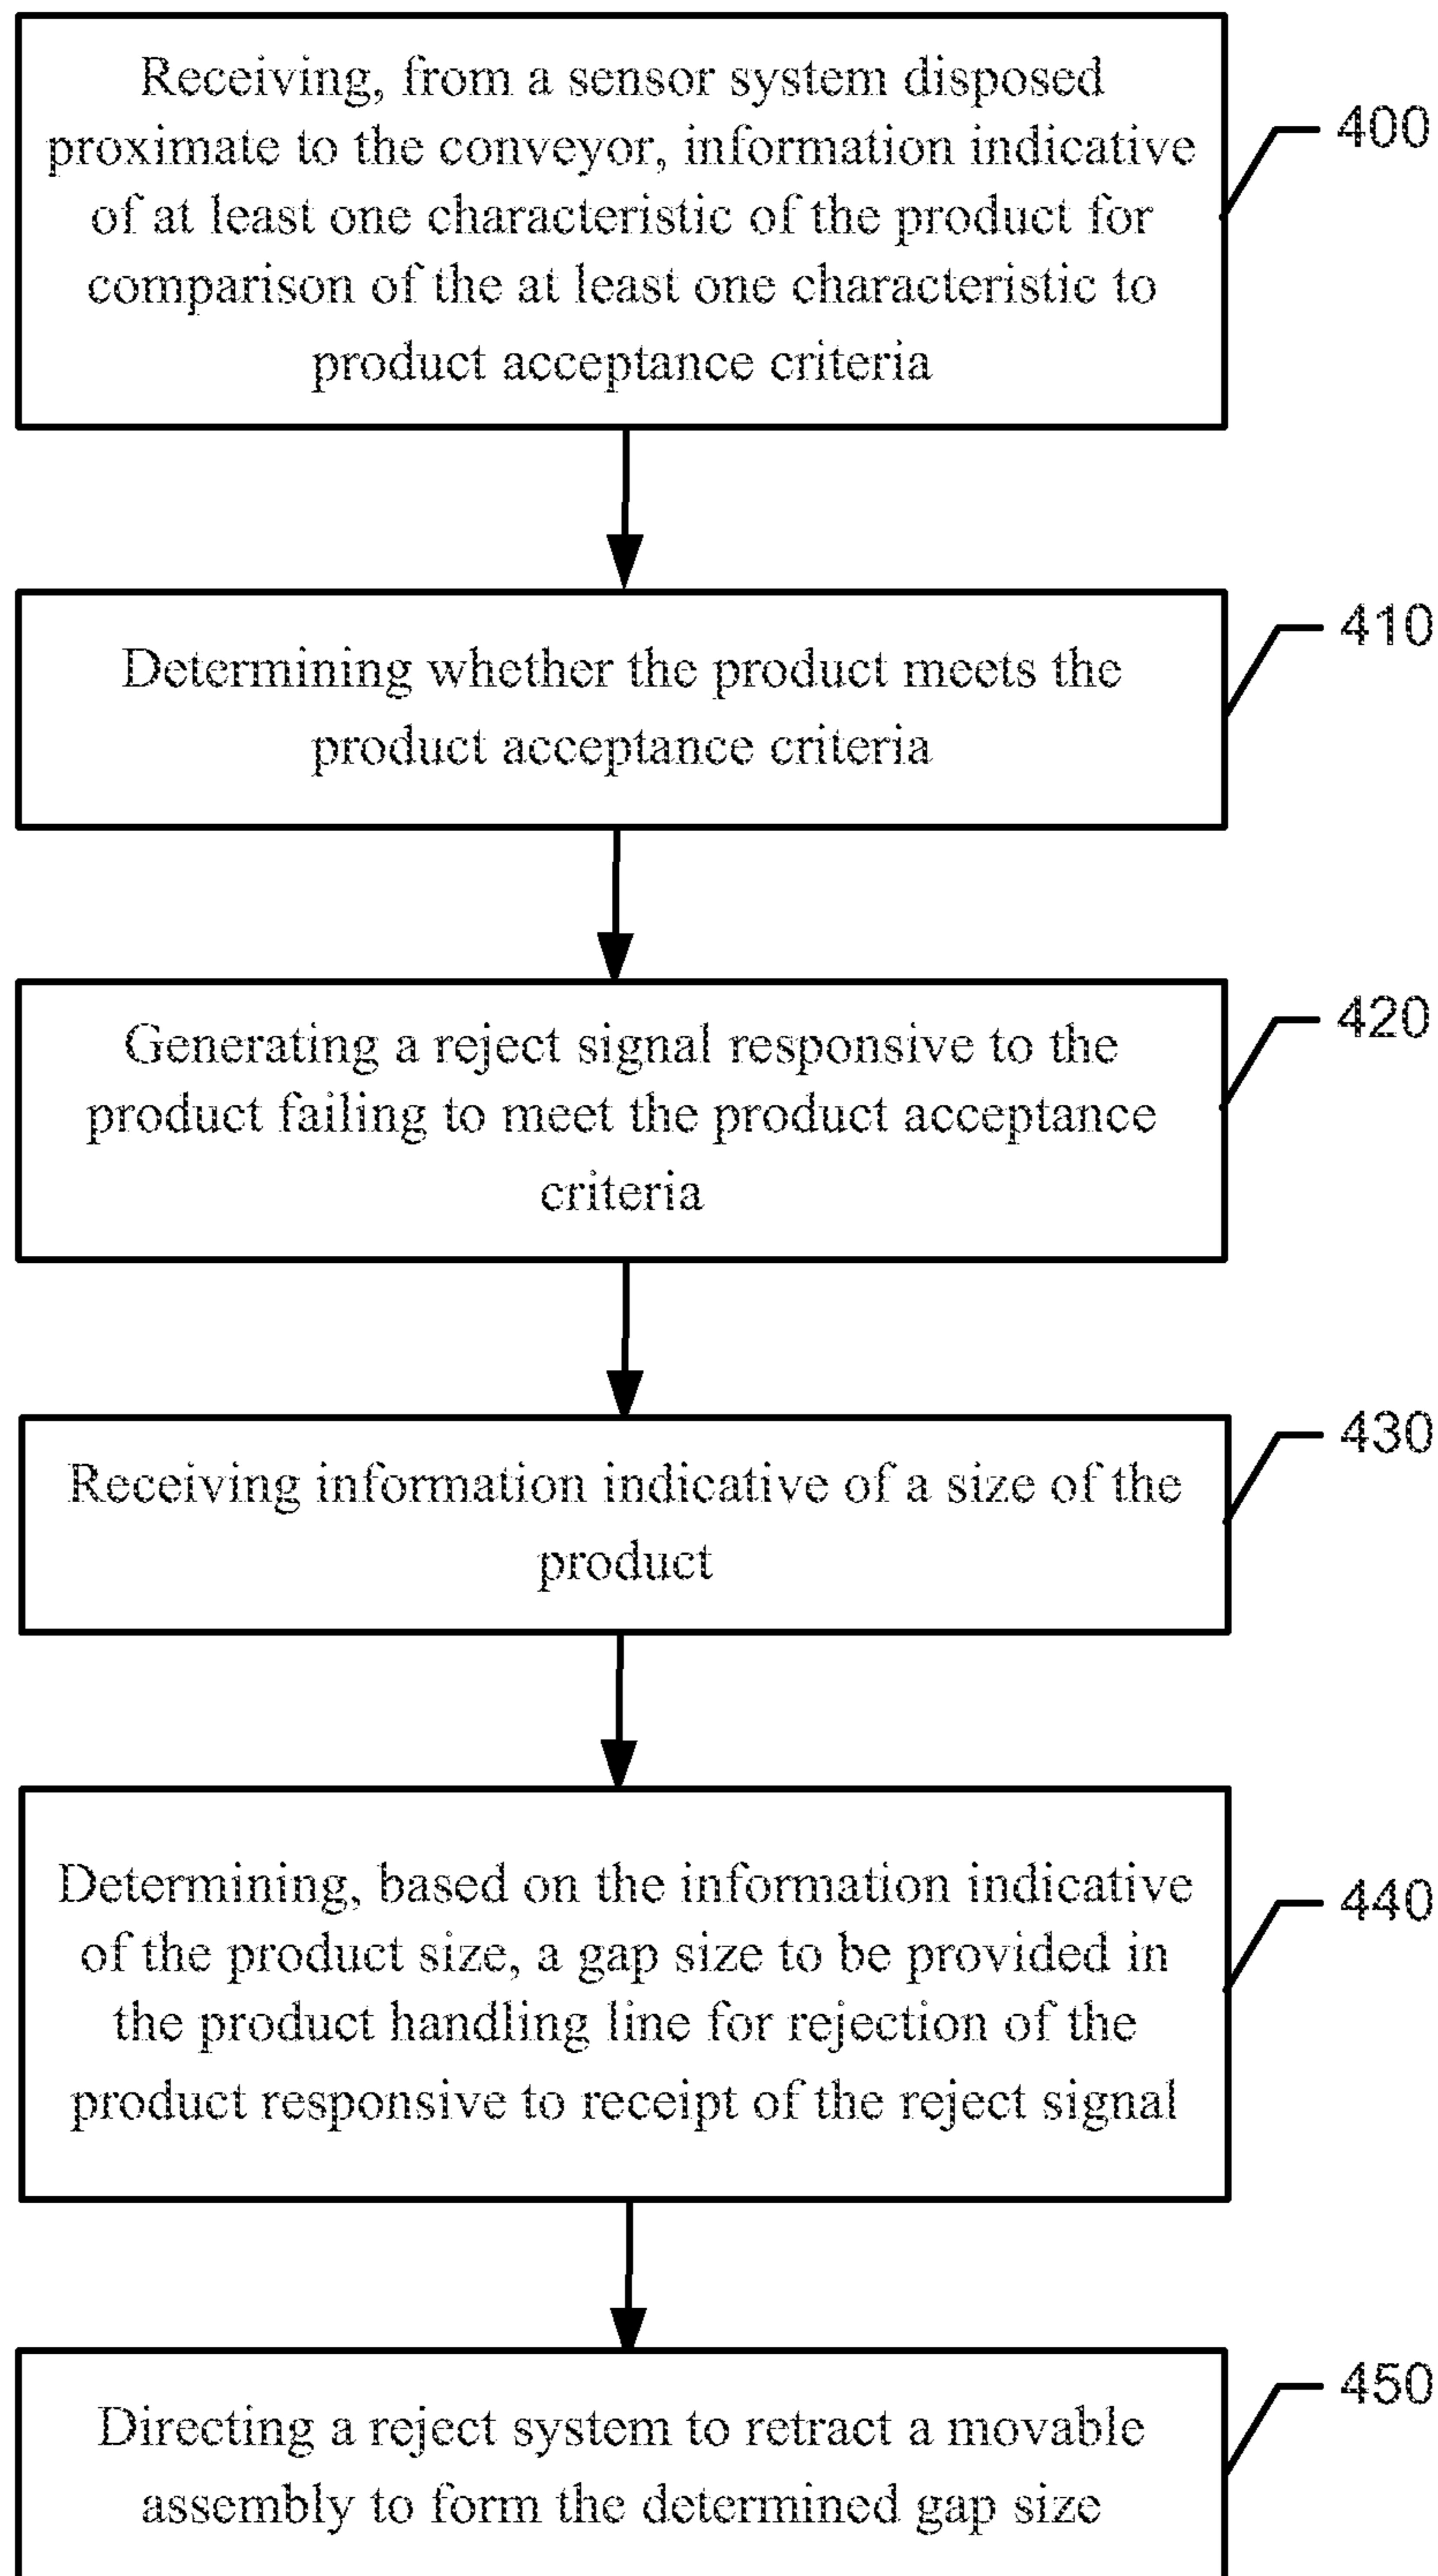 Receiving, from a sensor system disposed
proximate to the conveyor, information indicative
of at least one characteristic of the product for
comparison of the at least one characteristic to
product acceptance criteria
400
Determining whether the product meets the
product acceptance criteria
410
Generating a reject signal responsive to the
product failing to meet the product acceptance
criteria
420
Receiving information indicative of a size of the
product
430
Determining, based on the information indicative
of the product size, a gap size to be provided in
the product handling line for rejection of the
product responsive to receipt of the reject signal
440
Directing a reject system to retract a movable
assembly to form the determined gap size
450